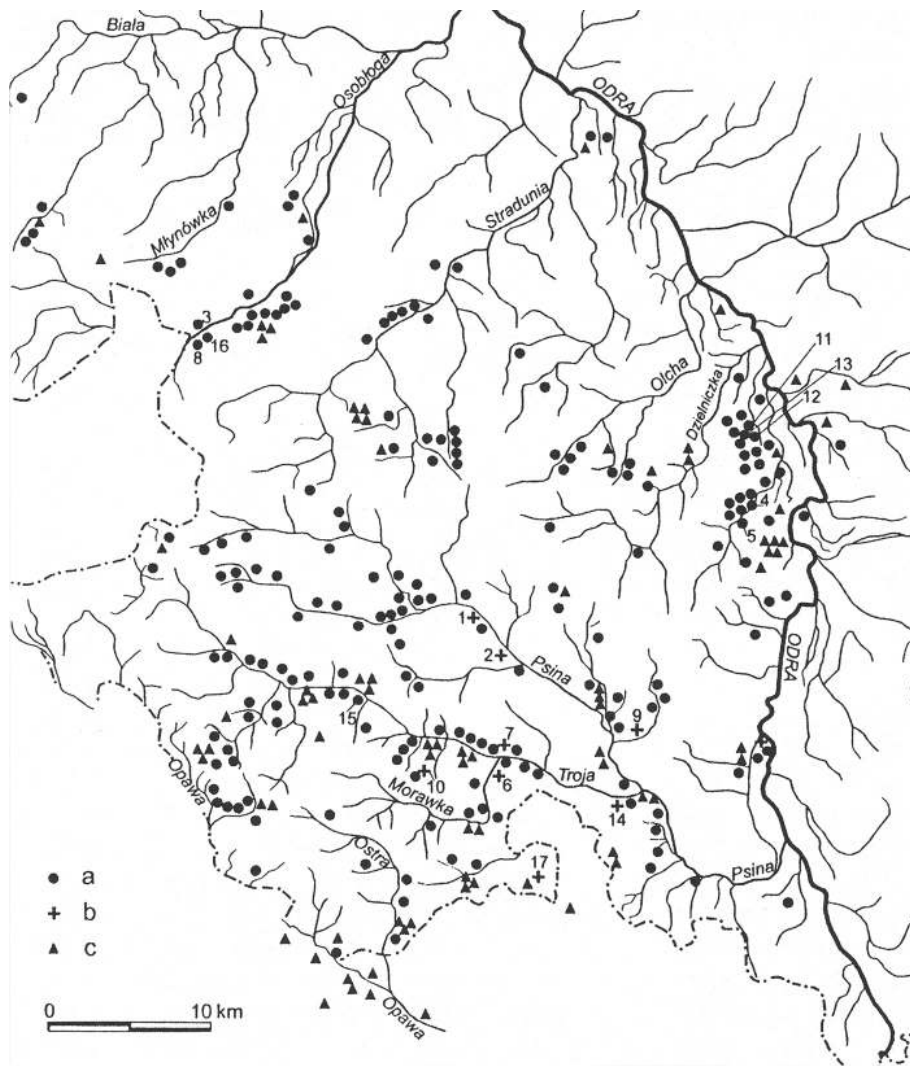 Biała
Osobłoga
ODRA
Stradunia
Młynówka
3
16
8
11
13
12
Olcha
Dzielniczka
4
5
1
2
Psina
ODRA
15
7
9
10
6
Troja
Opawa
Morawka
14
Ostra
17
Psina
a
b
c
0 10 km
Opawa